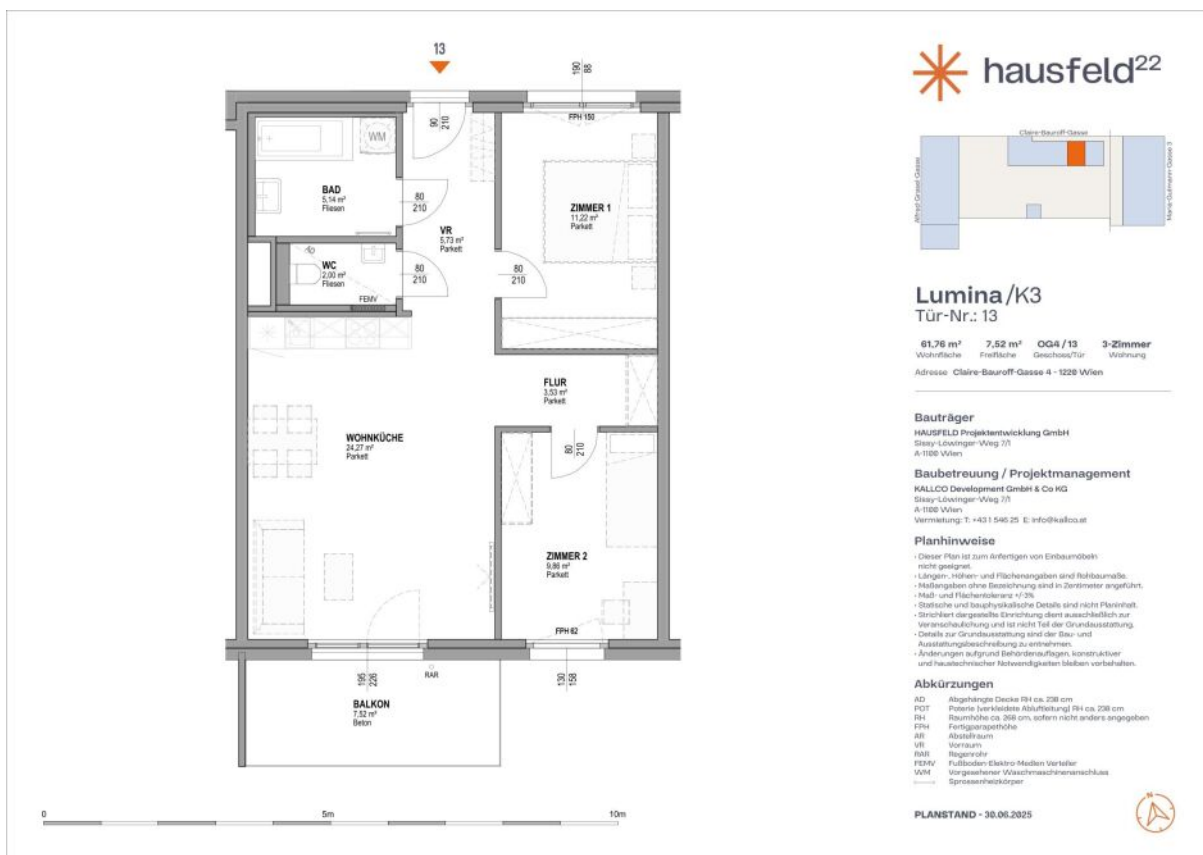 13
190
88
FPH 150
90
210
WM
BAD
5,14 m²
Fliesen
80
210
ZIMMER 1
11,22 m²
Parkett
VR
5,73 m²
Parkett
AD
WC
2,00 m²
Fliesen
80
210
80
210
FEMV
FLUR
3,53 m²
Parkett
WOHNKÜCHE
24,27 m²
Parkett
80
210
ZIMMER 2
9,86 m²
Parkett
FPH 62
RAR
195
226
130
158
BALKON
7,52 m²
Beton
0 5m 10m
hausfeld²²
Claire-Bauroff-Gasse
Alfred-Grissel-Gasse
Lumina/K3
Tür-Nr.: 13
61,76 m² 7,52 m² OG4/13 3-Zimmer
Wohnfläche Freifläche Geschoss/Tür Wohnung
Adresse Claire-Bauroff-Gasse 4 - 1220 Wien
Bauträger
HAUSFELD Projektentwicklung GmbH
Sissy-Löwinger-Weg 7/1
A-1100 Wien
Baubetreuung / Projektmanagement
KALLCO Development GmbH & Co KG
Sissy-Löwinger-Weg 7/1
A-1100 Wien
Vermietung: T: +43 1 546 25 E: info@kallco.at
Planhinweise
• Dieser Plan ist zum Anfertigen von Einbaumöbeln
nicht geeignet.
• Längen-, Höhen- und Flächenangaben sind Rohbaumaße.
• Maßangaben ohne Bezeichnung sind in Zentimeter angeführt.
• Maß- und Flächentoleranz +/-3%
• Statische und bauphysikalische Details sind nicht Planinhalt.
• Strichliert dargestellte Einrichtung dient ausschließlich zur
Veranschaulichung und ist nicht Teil der Grundausstattung.
• Details zur Grundausstattung sind der Bau- und
Ausstattungsbeschreibung zu entnehmen.
• Änderungen aufgrund Behördenauflagen, konstruktiver
und haustechnischer Notwendigkeiten bleiben vorbehalten.
Abkürzungen
AD Abgehängte Decke RH ca. 238 cm
POT Poterie (verkleidete Abluftleitung) RH ca. 238 cm
RH Raumhöhe ca. 268 cm, sofern nicht anders angegeben
FPH Fertigparapethöhe
AR Abstellraum
VR Vorraum
RAR Regenrohr
FEMV Fußboden-Elektro-Medien Verteiler
WM Vorgesehener Waschmaschinenanschluss
Sprossenheizkörper
PLANSTAND - 30.06.2025
N